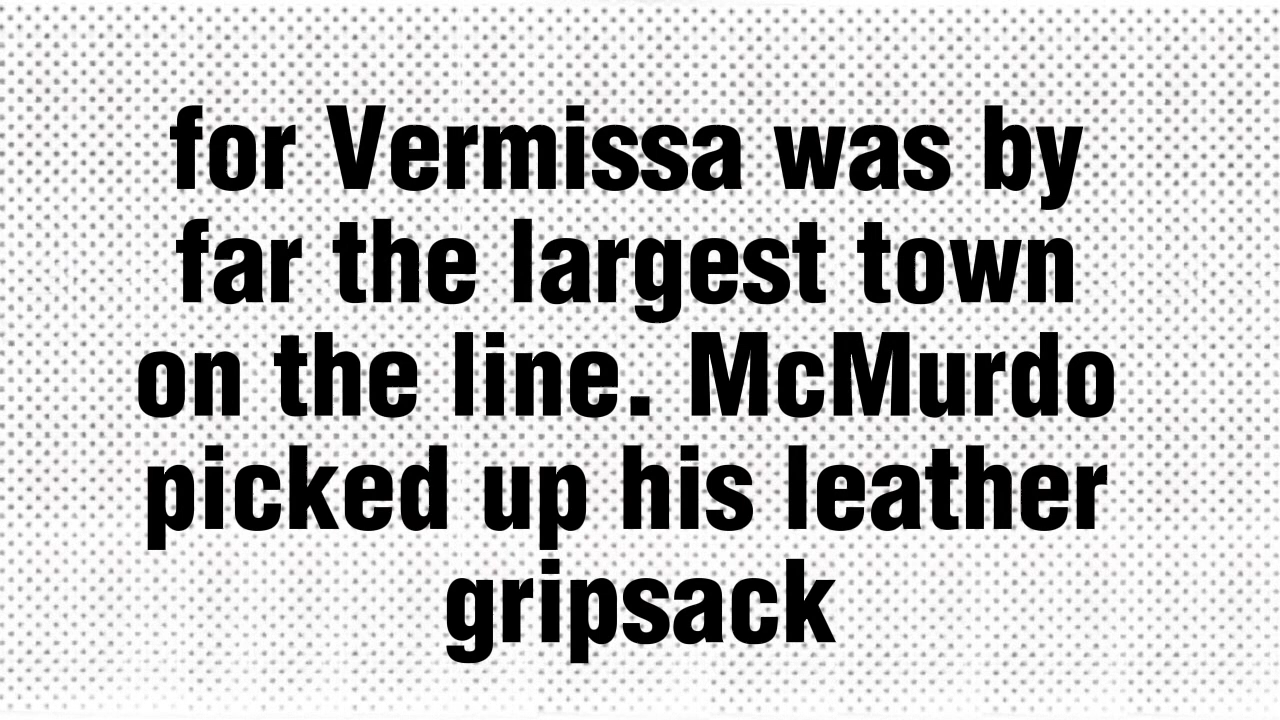 for Vermissa was by
far the largest town
on the line. McMurdo
picked up his leather
gripsack